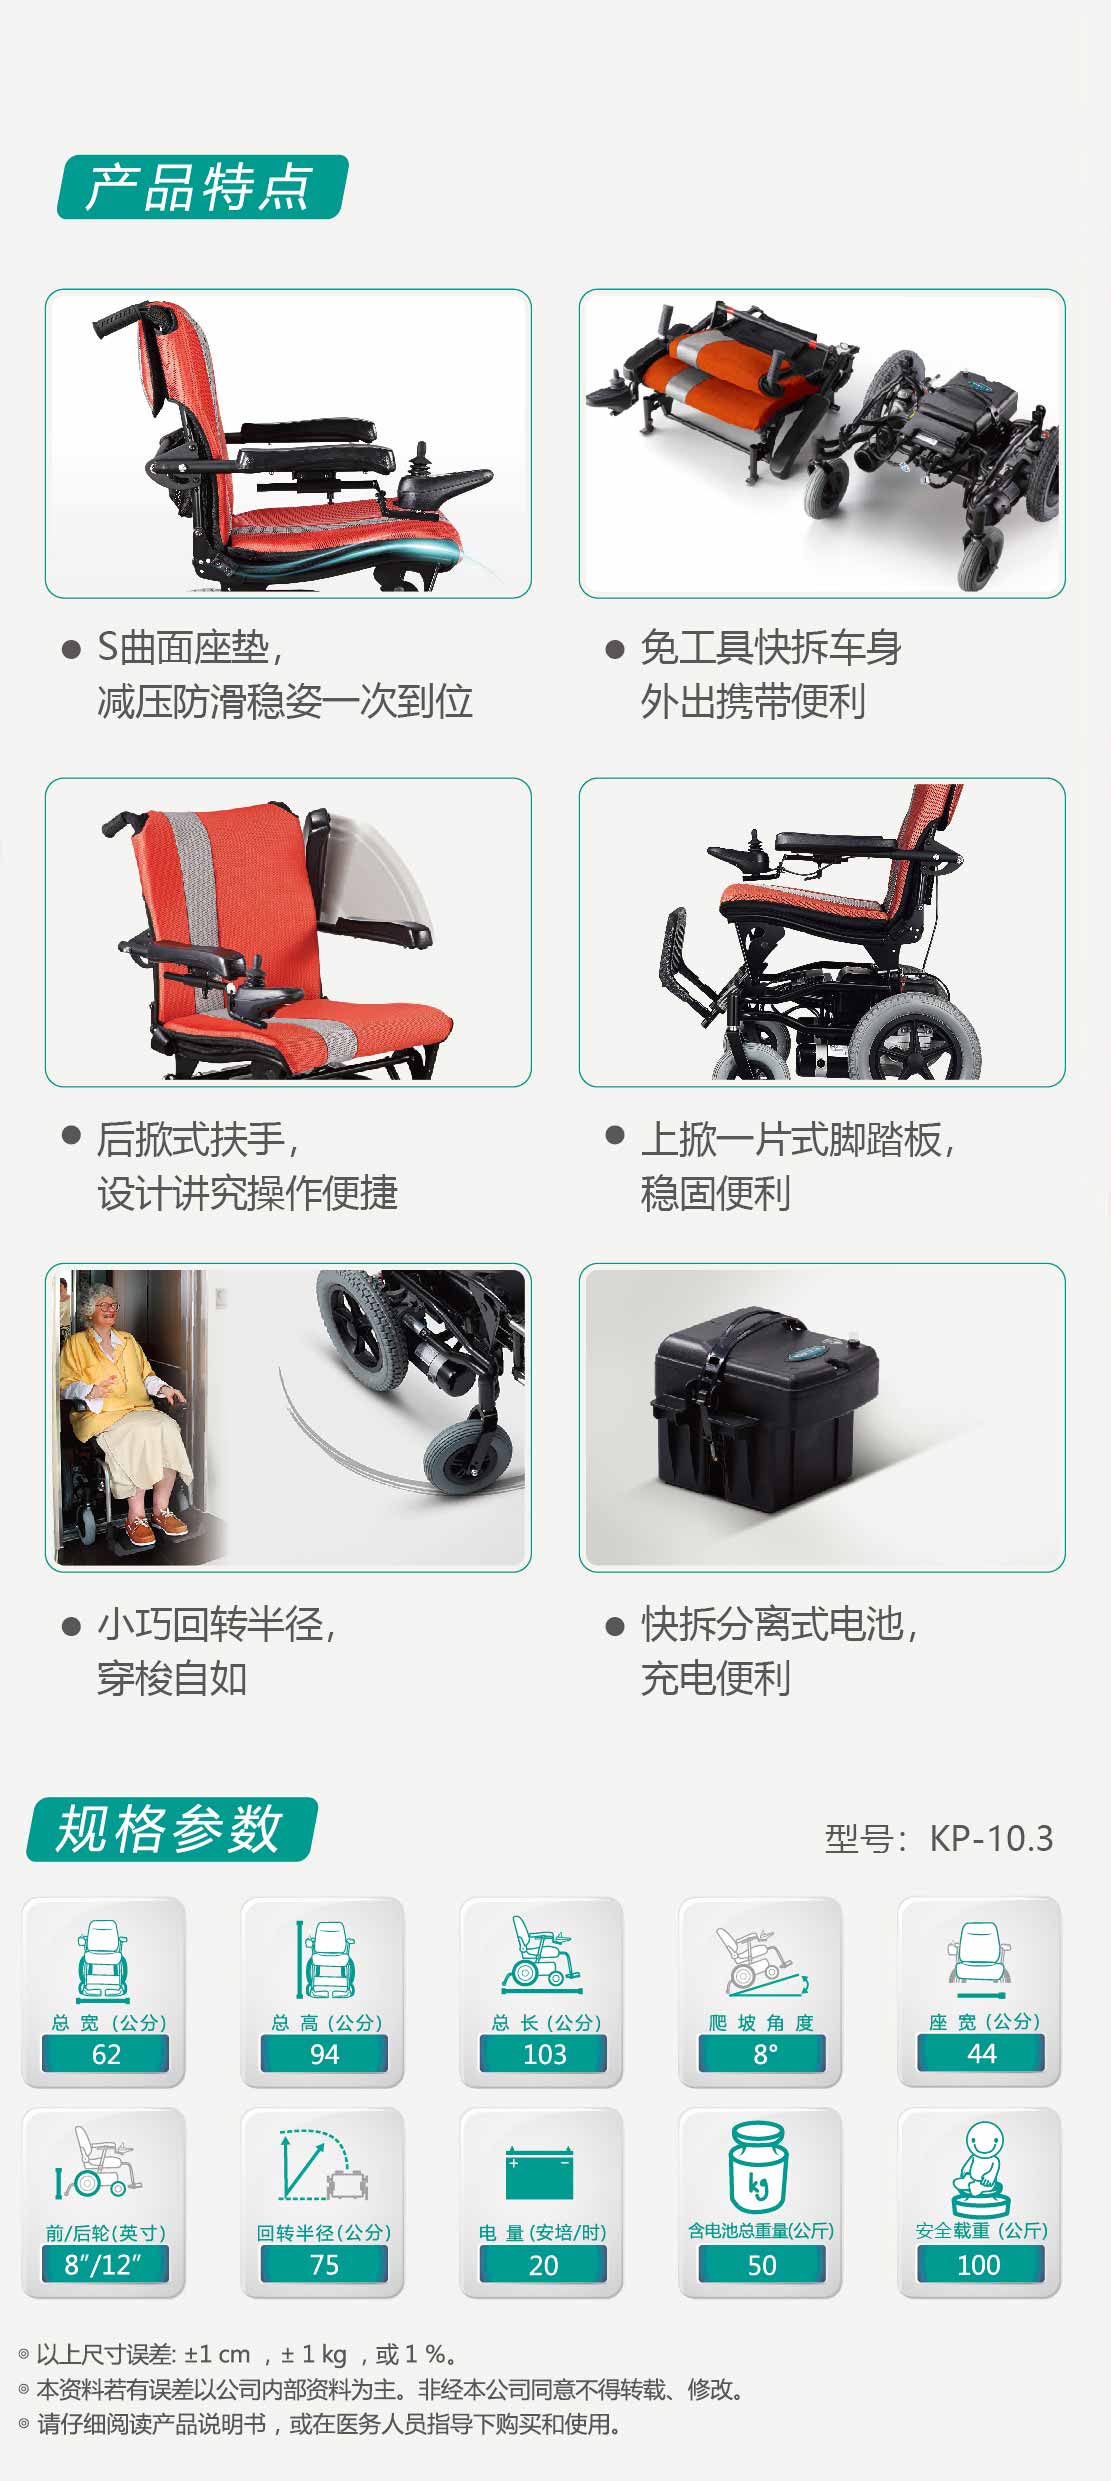 产品特点
S曲面座垫，
减压防滑稳姿一次到位
免工具快拆车身
外出携带便利
后掀式扶手，
设计讲究操作便捷
上掀一片式脚踏板，
稳固便利
小巧回转半径，
穿梭自如
快拆分离式电池，
充电便利
规格参数
型号：KP-10.3
总 宽 (公分)
62
总 高 (公分)
94
总 长 (公分)
103
爬 坡 角 度
8°
座 宽 (公分)
44
前/后轮(英寸)
8″/12″
回转半径(公分)
75
+ −
电 量 (安培/时)
20
kg
含电池总重量(公斤)
50
安全载重 (公斤)
100
◎ 以上尺寸误差: ±1 cm ，± 1 kg ，或 1 %。
◎ 本资料若有误差以公司内部资料为主。非经本公司同意不得转载、修改。
◎ 请仔细阅读产品说明书，或在医务人员指导下购买和使用。